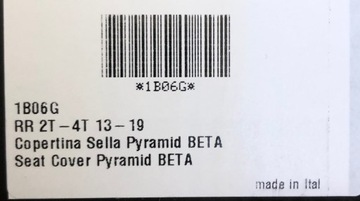 *1B06G*
1B06G
RR 2T-4T 13-19
Copertina Sella Pyramid BETA
Seat Cover Pyramid BETA
made in Ital